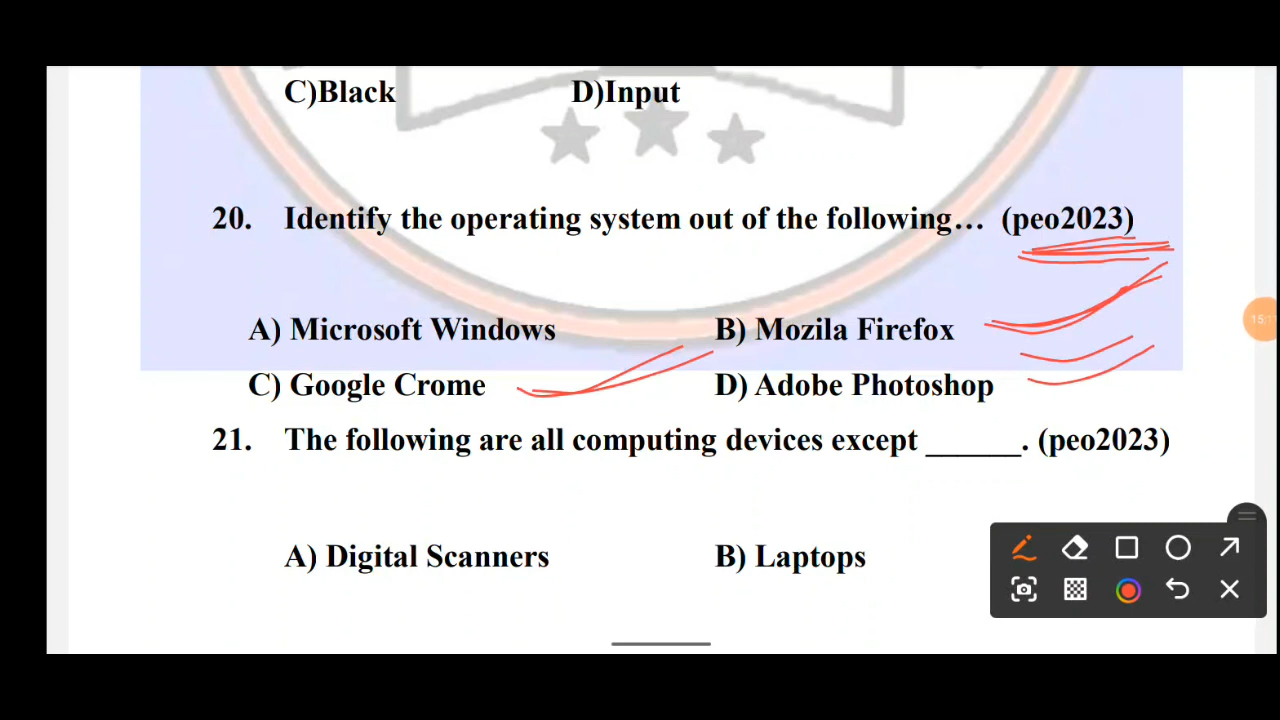 C)Black D)Input
20. Identify the operating system out of the following… (peo2023)
A) Microsoft Windows B) Mozila Firefox
C) Google Crome D) Adobe Photoshop
21. The following are all computing devices except ______. (peo2023)
A) Digital Scanners B) Laptops